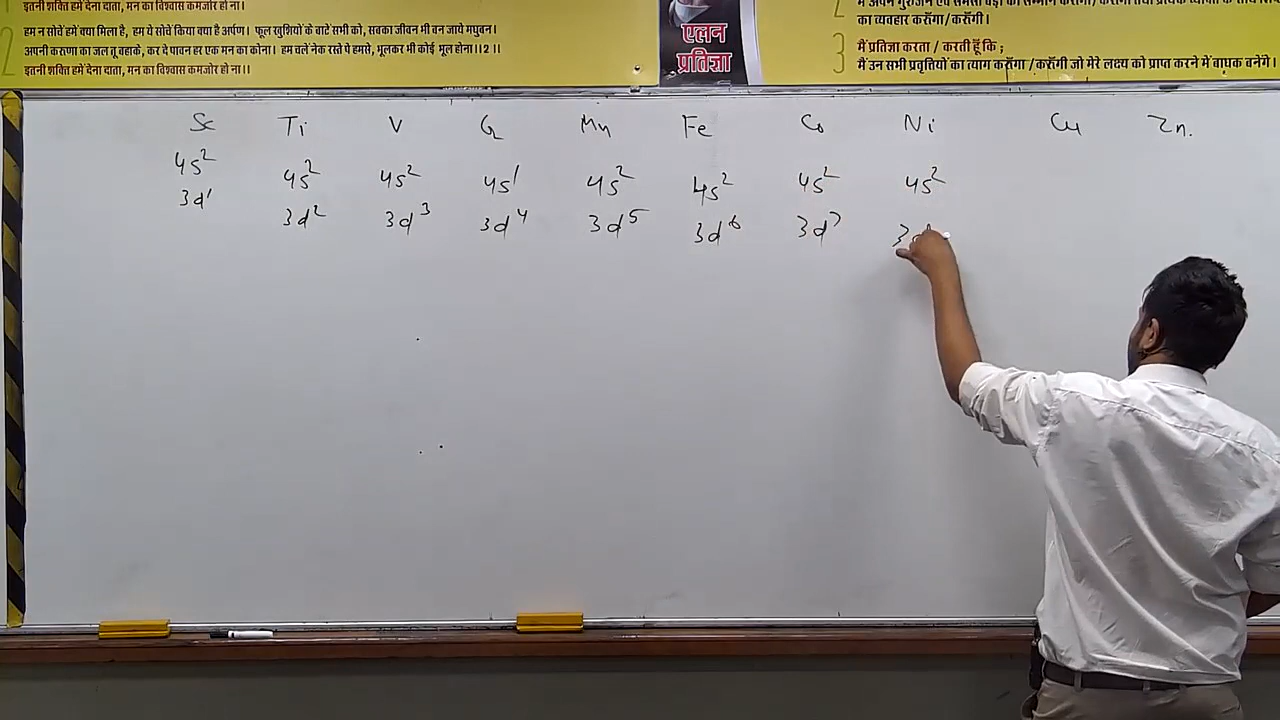 इतनी शक्ति हमें देना दाता, मन का विश्वास कमजोर हो ना।
हम न सोचें हमें क्या मिला है, हम ये सोचें किया क्या है अर्पण। फूल खुशियों के बाटें सभी को, सबका जीवन भी बन जाये मधुबन।
2 अपनी करुणा का जल तू बहाके, कर दे पावन हर एक मन का कोना। हम चलें नेक रस्ते पे हमसे, भूलकर भी कोई भूल होना।।2।।
इतनी शक्ति हमें देना दाता, मन का विश्वास कमजोर हो ना।।
एलन
प्रतिज्ञा
2
का व्यवहार करूँगा/करूँगी।
3 मैं प्रतिज्ञा करता / करती हूँ कि ;
मैं उन सभी प्रवृत्तियों का त्याग करूँगा /करूँगी जो मेरे लक्ष्य को प्राप्त करने में बाधक बनेंगे।
Sc Ti V Cr Mn Fe Co Ni Cu Zn.
4s² 4s² 4s² 4s¹ 4s² 4s² 4s² 4s²
3d¹ 3d² 3d³ 3d⁴ 3d⁵ 3d⁶ 3d⁷ 3d